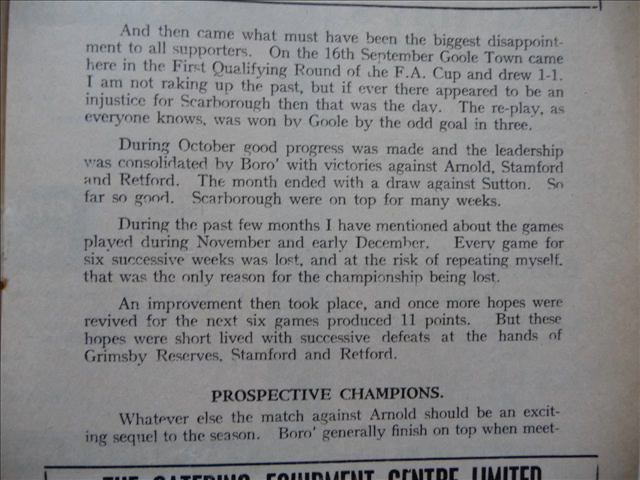 And then came what must have been the biggest disappoint-
ment to all supporters. On the 16th September Goole Town came
here in the First Qualifying Round of the F.A. Cup and drew 1-1.
I am not raking up the past, but if ever there appeared to be an
injustice for Scarborough then that was the day. The re-play, as
everyone knows, was won by Goole by the odd goal in three.
During October good progress was made and the leadership
was consolidated by Boro' with victories against Arnold, Stamford
and Retford. The month ended with a draw against Sutton. So
far so good. Scarborough were on top for many weeks.
During the past few months I have mentioned about the games
played during November and early December. Every game for
six successive weeks was lost, and at the risk of repeating myself.
that was the only reason for the championship being lost.
An improvement then took place, and once more hopes were
revived for the next six games produced 11 points. But these
hopes were short lived with successive defeats at the hands of
Grimsby Reserves, Stamford and Retford.
PROSPECTIVE CHAMPIONS.
Whatever else the match against Arnold should be an excit-
ing sequel to the season. Boro' generally finish on top when meet-
THE CATERING EQUIPMENT CENTRE LIMITED